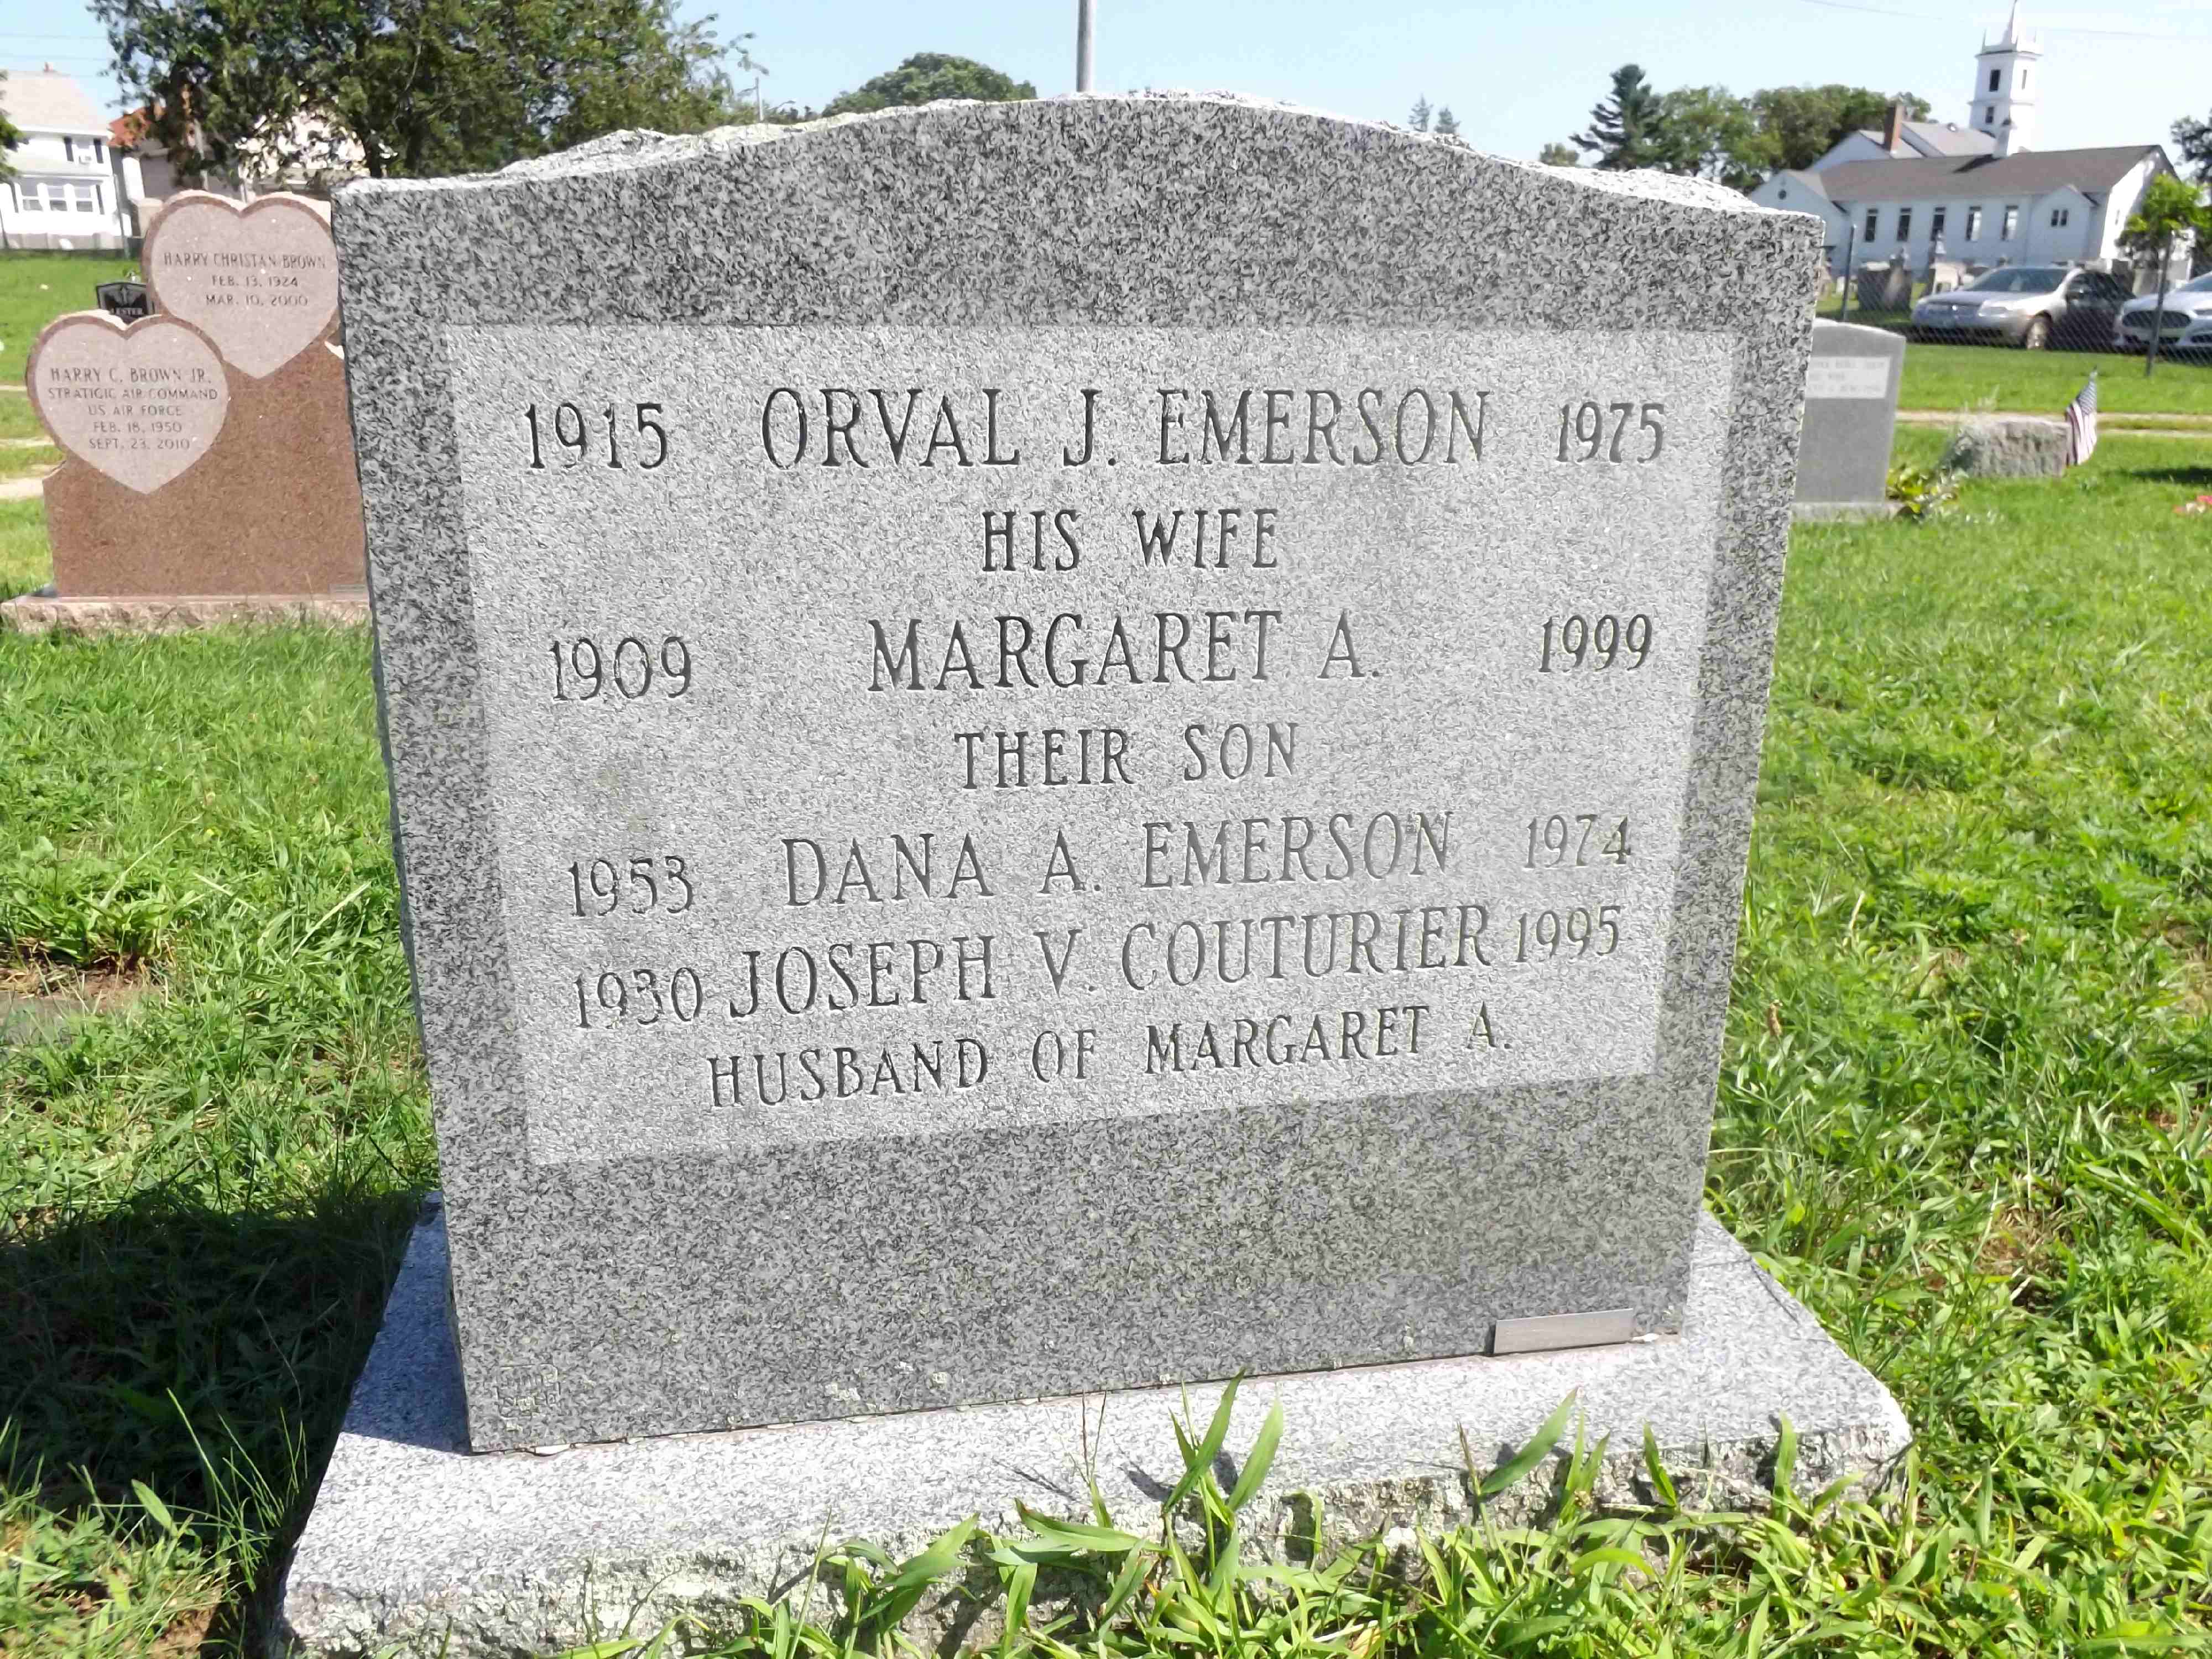 1915 ORVAL J. EMERSON 1975
HIS WIFE
1909 MARGARET A. 1999
THEIR SON
1953 DANA A. EMERSON 1974
1930 JOSEPH V. COUTURIER 1995
HUSBAND OF MARGARET A.
HARRY CHRISTIAN BROWN
FEB. 13, 1924
MAR. 10, 2000
HARRY C. BROWN JR.
STRATIGIC AIR COMMAND
US AIR FORCE
FEB. 18, 1950
SEPT. 23, 2010
LESTER